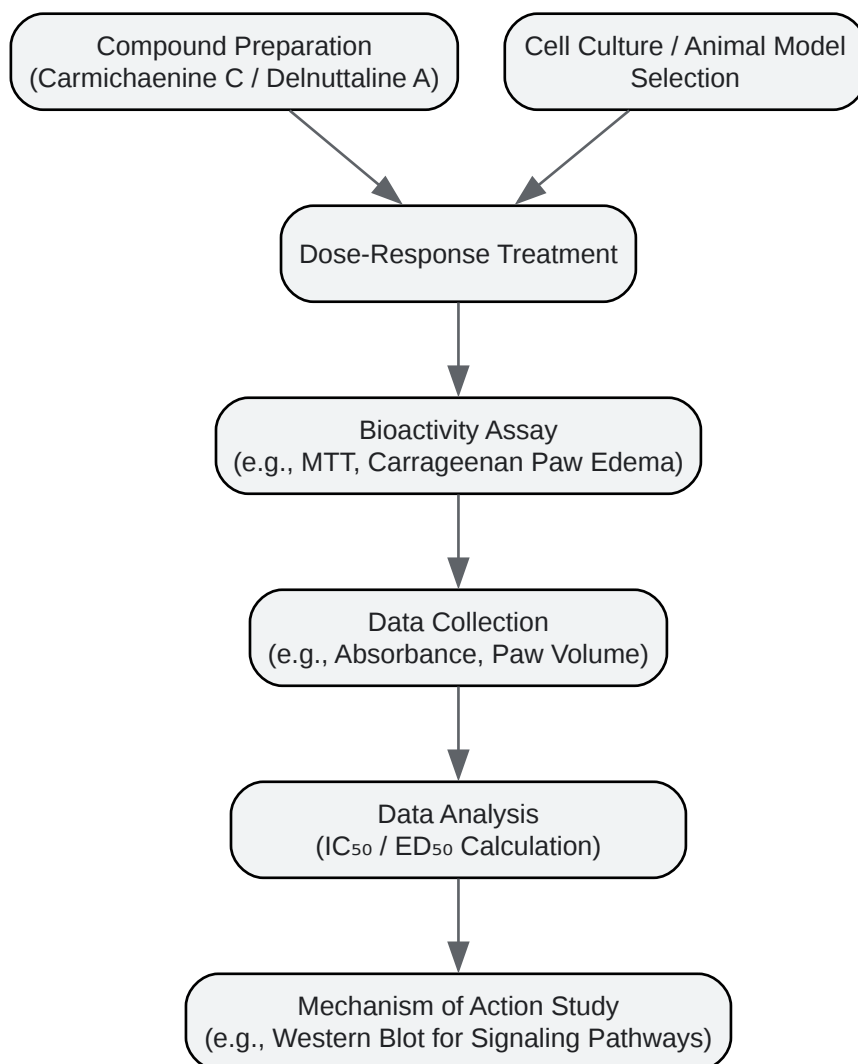 Compound Preparation
(Carmichaenine C / Delnuttaline A)
Cell Culture / Animal Model
Selection
Dose-Response Treatment
Bioactivity Assay
(e.g., MTT, Carrageenan Paw Edema)
Data Collection
(e.g., Absorbance, Paw Volume)
Data Analysis
(IC₅₀ / ED₅₀ Calculation)
Mechanism of Action Study
(e.g., Western Blot for Signaling Pathways)